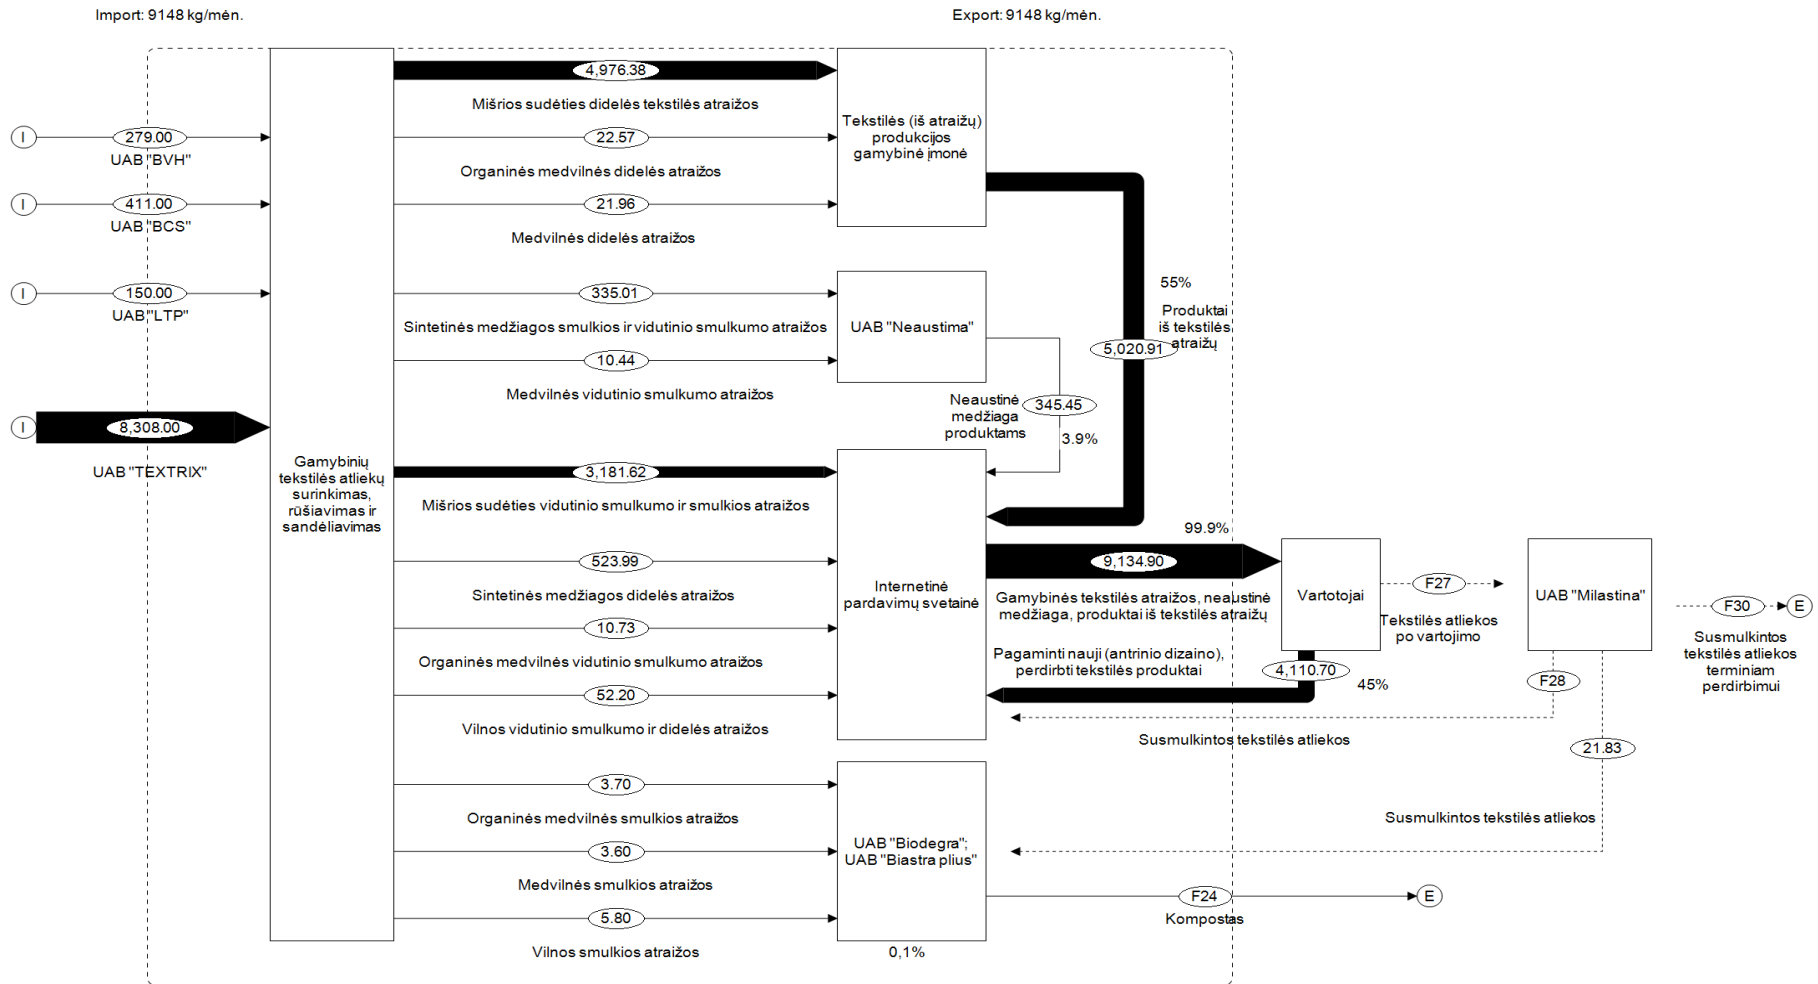 Import: 9148 kg/mėn.
Export: 9148 kg/mėn.
I
279.00
UAB "BVH"
I
411.00
UAB "BCS"
I
150.00
UAB "LTP"
I
8,308.00
UAB "TEXTRIX"
Gamybinių
tekstilės atliekų
surinkimas,
rūšiavimas ir
sandėliavimas
4,976.38
Mišrios sudėties didelės tekstilės atraižos
22.57
Organinės medvilnės didelės atraižos
21.96
Medvilnės didelės atraižos
335.01
Sintetinės medžiagos smulkios ir vidutinio smulkumo atraižos
10.44
Medvilnės vidutinio smulkumo atraižos
3,181.62
Mišrios sudėties vidutinio smulkumo ir smulkios atraižos
523.99
Sintetinės medžiagos didelės atraižos
10.73
Organinės medvilnės vidutinio smulkumo atraižos
52.20
Vilnos vidutinio smulkumo ir didelės atraižos
3.70
Organinės medvilnės smulkios atraižos
3.60
Medvilnės smulkios atraižos
5.80
Vilnos smulkios atraižos
Tekstilės (iš atraižų)
produkcijos
gamybinė įmonė
UAB "Neaustima"
Internetinė
pardavimų svetainė
UAB "Biodegra";
UAB "Biastra plius"
0,1%
55%
Produktai
iš tekstilės
atraižų
5,020.91
345.45
Neaustinė
medžiaga
produktams
3.9%
99.9%
9,134.90
Gamybinės tekstilės atraižos, neaustinė
medžiaga, produktai iš tekstilės atraižų
Pagaminti nauji (antrinio dizaino),
perdirbti tekstilės produktai
4,110.70
45%
Vartotojai
F27
Tekstilės atliekos
po vartojimo
UAB "Milastina"
F30
E
Susmulkintos
tekstilės atliekos
terminiam
perdirbimui
F28
Susmulkintos tekstilės atliekos
21.83
Susmulkintos tekstilės atliekos
F24
Kompostas
E